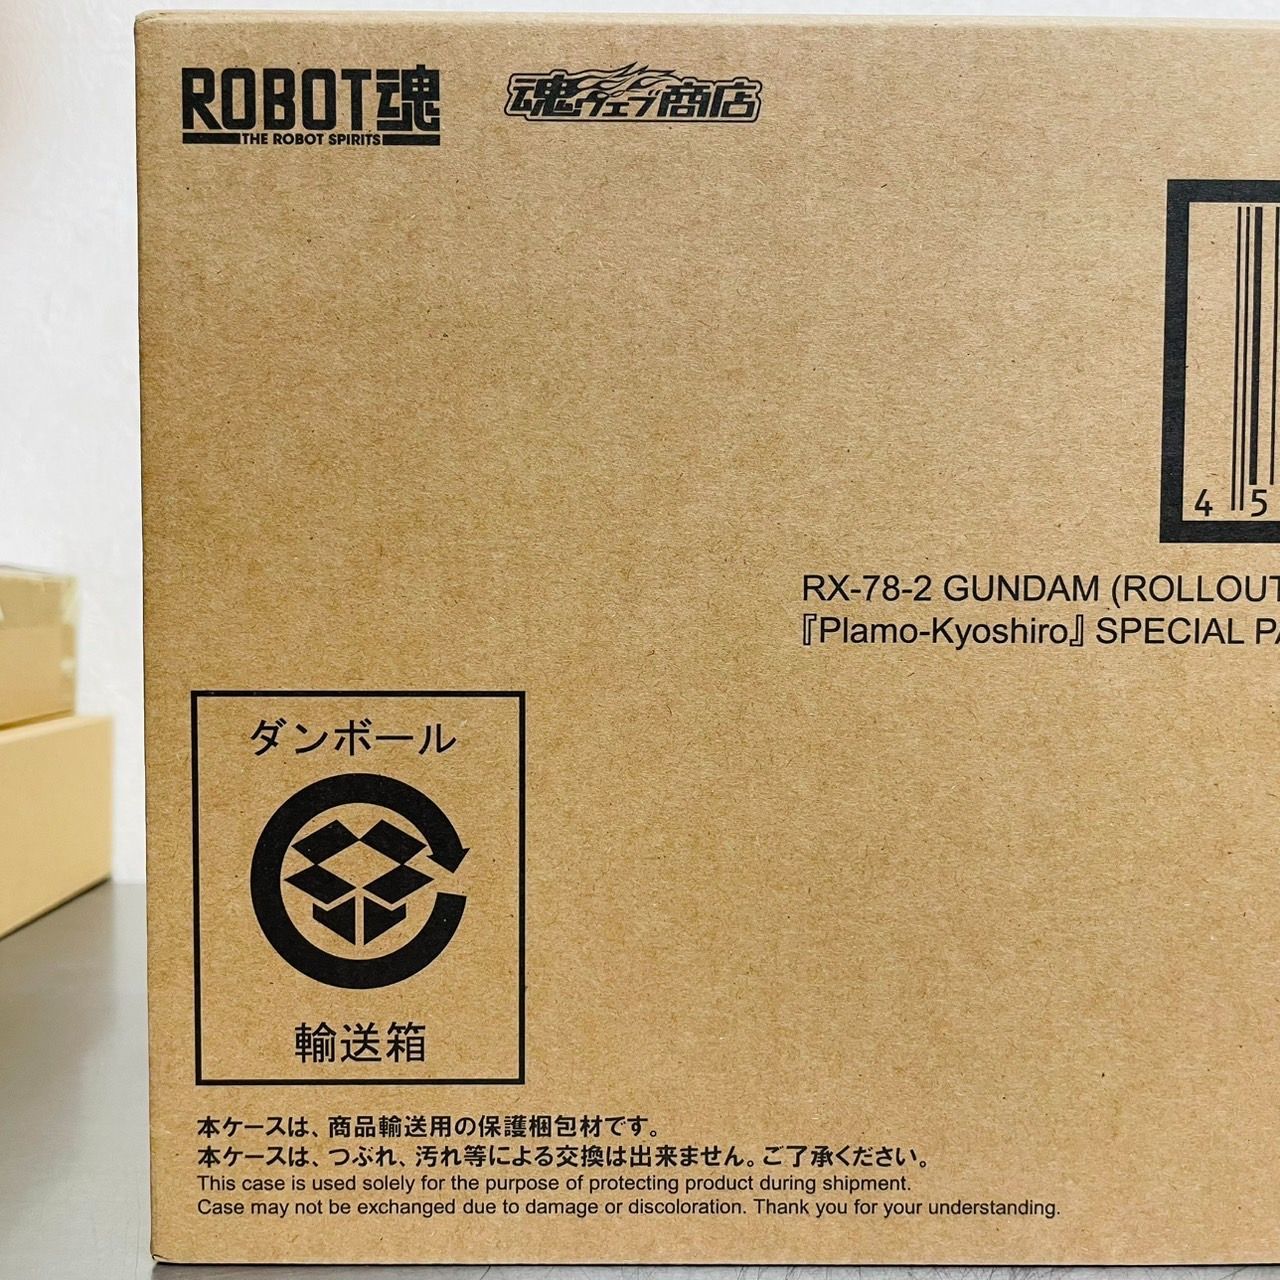 ROBOT魂
THE ROBOT SPIRITS
魂ウェブ商店
4 5
RX-78-2 GUNDAM (ROLLOUT
『Plamo-Kyoshiro』 SPECIAL PA
ダンボール
輸送箱
本ケースは、商品輸送用の保護梱包材です。
本ケースは、つぶれ、汚れ等による交換は出来ません。ご了承ください。
This case is used solely for the purpose of protecting product during shipment.
Case may not be exchanged due to damage or discoloration. Thank you for your understanding.